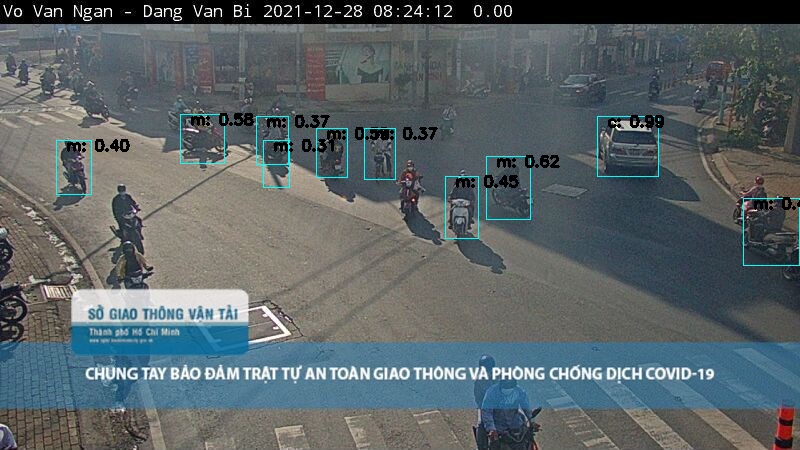 Vo Van Ngan - Dang Van Bi 2021-12-28 08:24:12 0.00
m: 0.58
m: 0.37
c: 0.99
m: 0.37
m: 0.40
m: 0.31
m: 0.62
m: 0.45
SỞ GIAO THÔNG VẬN TẢI
Thành phố Hồ Chí Minh
CHUNG TAY BẢO ĐẢM TRẬT TỰ AN TOÀN GIAO THÔNG VÀ PHÒNG CHỐNG DỊCH COVID-19